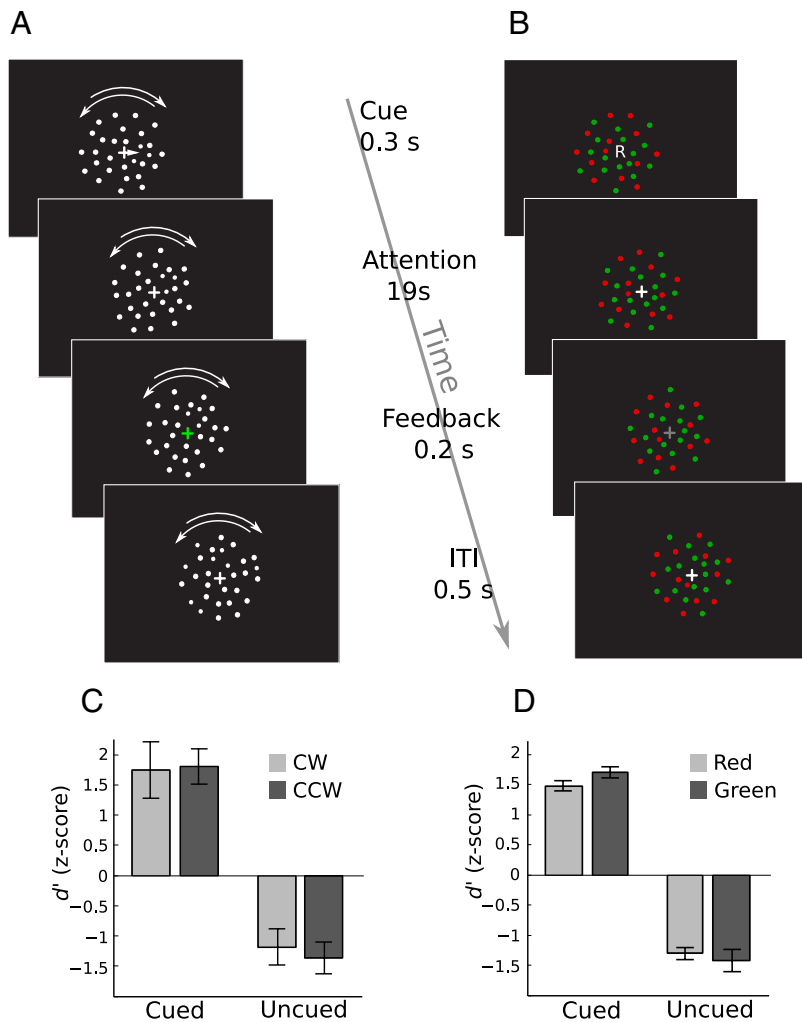 A
B
Cue
0.3 s
R
Attention
19s
Time
Feedback
0.2 s
ITI
0.5 s
C
d' (z-score)
2
1.5
1
0.5
0
−0.5
−1
−1.5
CW
CCW
Cued Uncued
D
d' (z-score)
2
1.5
1
0.5
0
−0.5
−1
−1.5
Red
Green
Cued Uncued